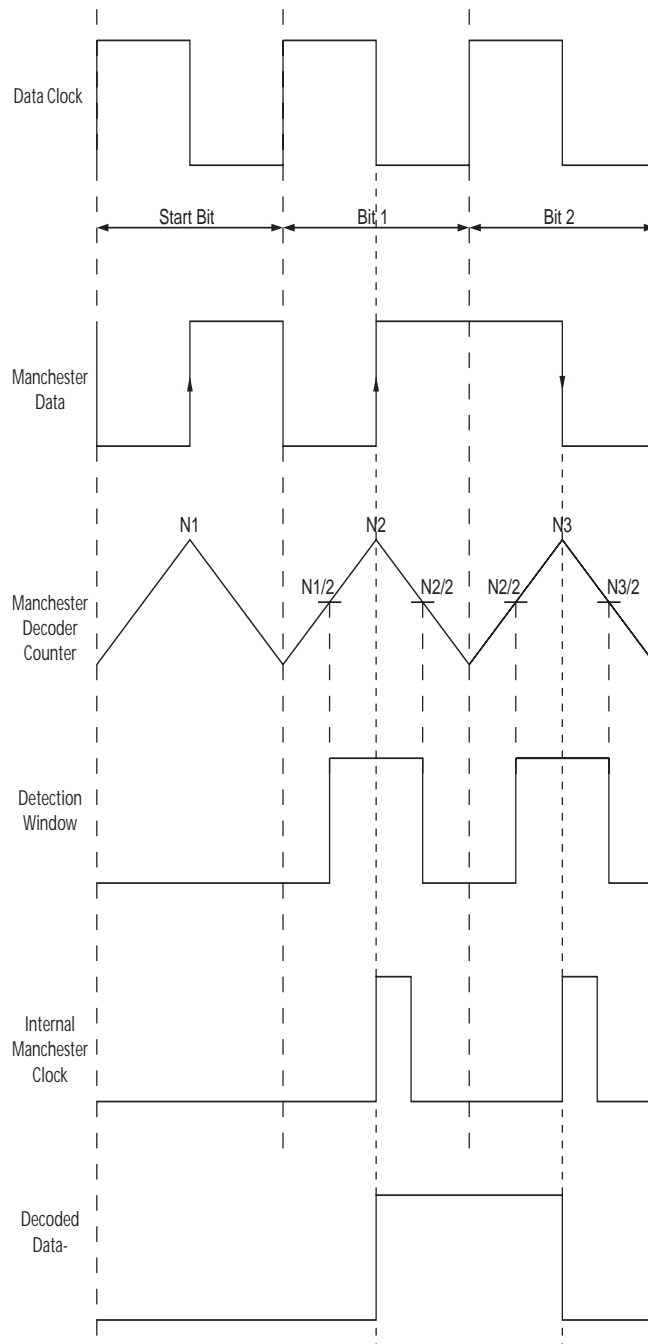 Data Clock
Start Bit
Bit 1
Bit 2
Manchester
Data
N1
N2
N3
N1/2
N2/2
N2/2
N3/2
Manchester
Decoder
Counter
Detection
Window
Internal
Manchester
Clock
Decoded
Data-